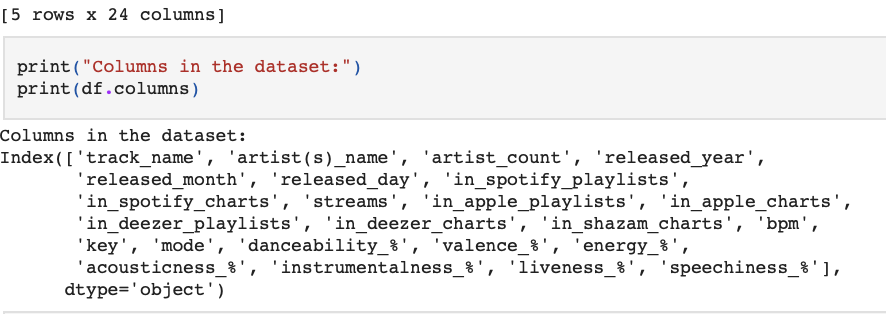 [5 rows x 24 columns]
print("Columns in the dataset:")
print(df.columns)
Columns in the dataset:
Index(['track_name', 'artist(s)_name', 'artist_count', 'released_year',
'released_month', 'released_day', 'in_spotify_playlists',
'in_spotify_charts', 'streams', 'in_apple_playlists', 'in_apple_charts',
'in_deezer_playlists', 'in_deezer_charts', 'in_shazam_charts', 'bpm',
'key', 'mode', 'danceability_%', 'valence_%', 'energy_%',
'acousticness_%', 'instrumentalness_%', 'liveness_%', 'speechiness_%'],
dtype='object')